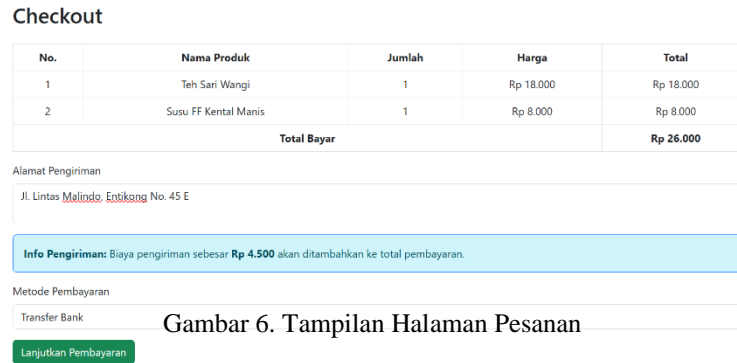 Checkout
No. Nama Produk Jumlah Harga Total
1 Teh Sari Wangi 1 Rp 18.000 Rp 18.000
2 Susu FF Kental Manis 1 Rp 8.000 Rp 8.000
Total Bayar Rp 26.000
Alamat Pengiriman
Jl. Lintas Malindo, Entikong No. 45 E
Info Pengiriman: Biaya pengiriman sebesar Rp 4.500 akan ditambahkan ke total pembayaran.
Metode Pembayaran
Transfer Bank
Gambar 6. Tampilan Halaman Pesanan
Lanjutkan Pembayaran